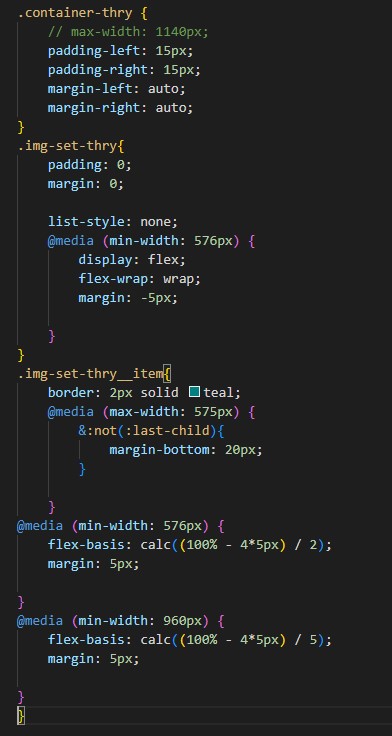 .container-thry {
// max-width: 1140px;
padding-left: 15px;
padding-right: 15px;
margin-left: auto;
margin-right: auto;
}
.img-set-thry{
padding: 0;
margin: 0;
list-style: none;
@media (min-width: 576px) {
display: flex;
flex-wrap: wrap;
margin: -5px;
}
}
.img-set-thry__item{
border: 2px solid teal;
@media (max-width: 575px) {
&:not(:last-child){
margin-bottom: 20px;
}
}
@media (min-width: 576px) {
flex-basis: calc((100% - 4*5px) / 2);
margin: 5px;
}
@media (min-width: 960px) {
flex-basis: calc((100% - 4*5px) / 5);
margin: 5px;
}
}